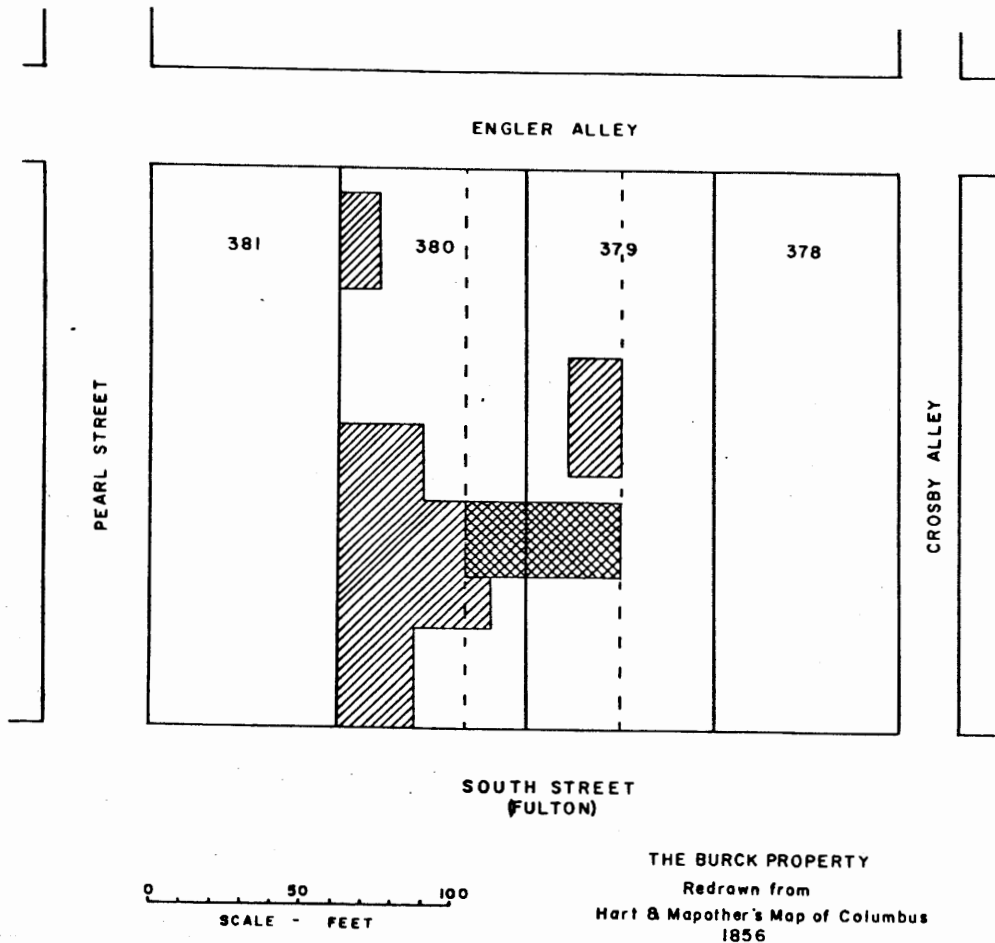 ENGLER ALLEY
381
380
379
378
PEARL STREET
CROSBY ALLEY
SOUTH STREET
(FULTON)
0 50 100
SCALE - FEET
THE BURCK PROPERTY
Redrawn from
Hart & Mapother's Map of Columbus
1856